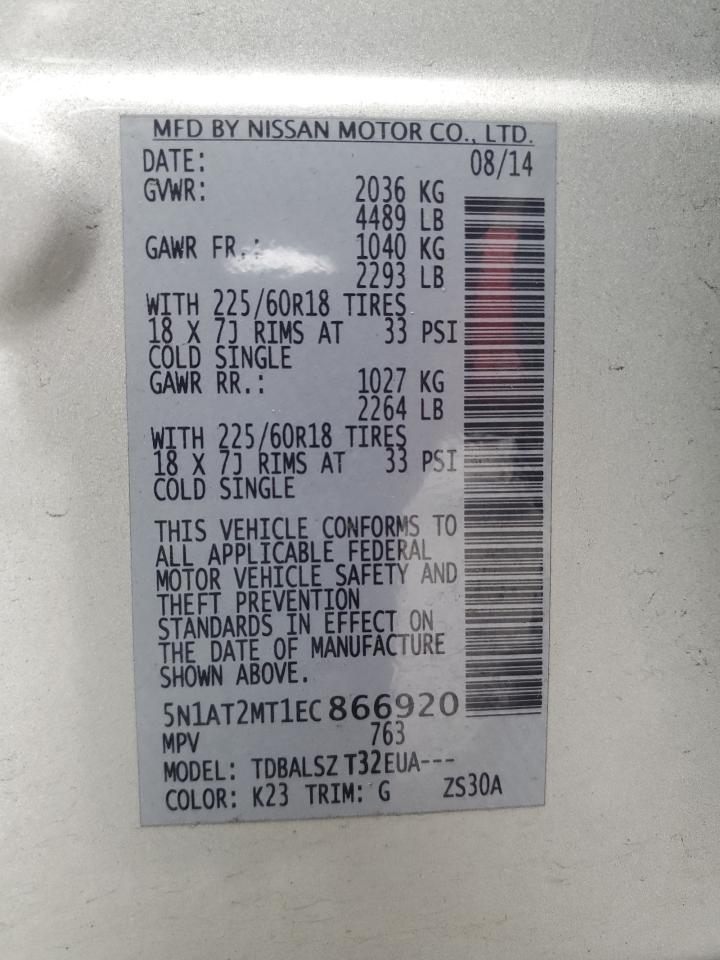 MFD BY NISSAN MOTOR CO., LTD.
DATE: 08/14
GVWR: 2036 KG
4489 LB
GAWR FR.: 1040 KG
2293 LB
WITH 225/60R18 TIRES
18 X 7J RIMS AT 33 PSI
COLD SINGLE
GAWR RR.: 1027 KG
2264 LB
WITH 225/60R18 TIRES
18 X 7J RIMS AT 33 PSI
COLD SINGLE
THIS VEHICLE CONFORMS TO
ALL APPLICABLE FEDERAL
MOTOR VEHICLE SAFETY AND
THEFT PREVENTION
STANDARDS IN EFFECT ON
THE DATE OF MANUFACTURE
SHOWN ABOVE.
5N1AT2MT1EC866920
MPV 763
MODEL: TDBALSZ T32EUA---
COLOR: K23 TRIM: G ZS30A